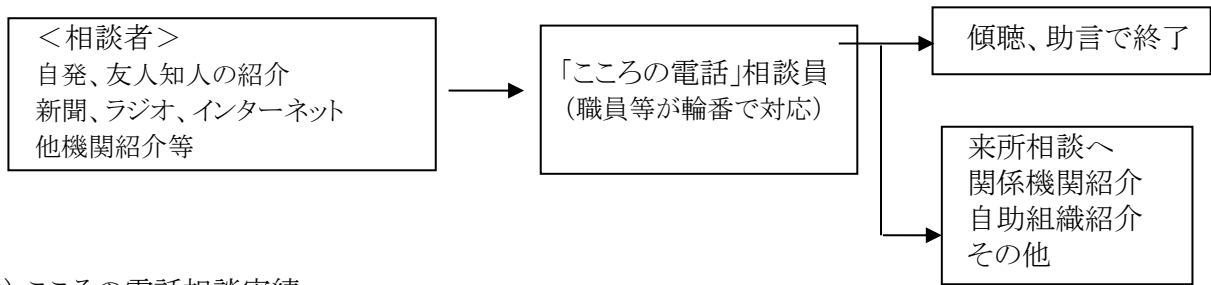 ＜相談者＞
自発、友人知人の紹介
新聞、ラジオ、インターネット
他機関紹介等
「こころの電話」相談員
（職員等が輪番で対応）
傾聴、助言で終了
来所相談へ
関係機関紹介
自助組織紹介
その他
）こころの電話相談実績